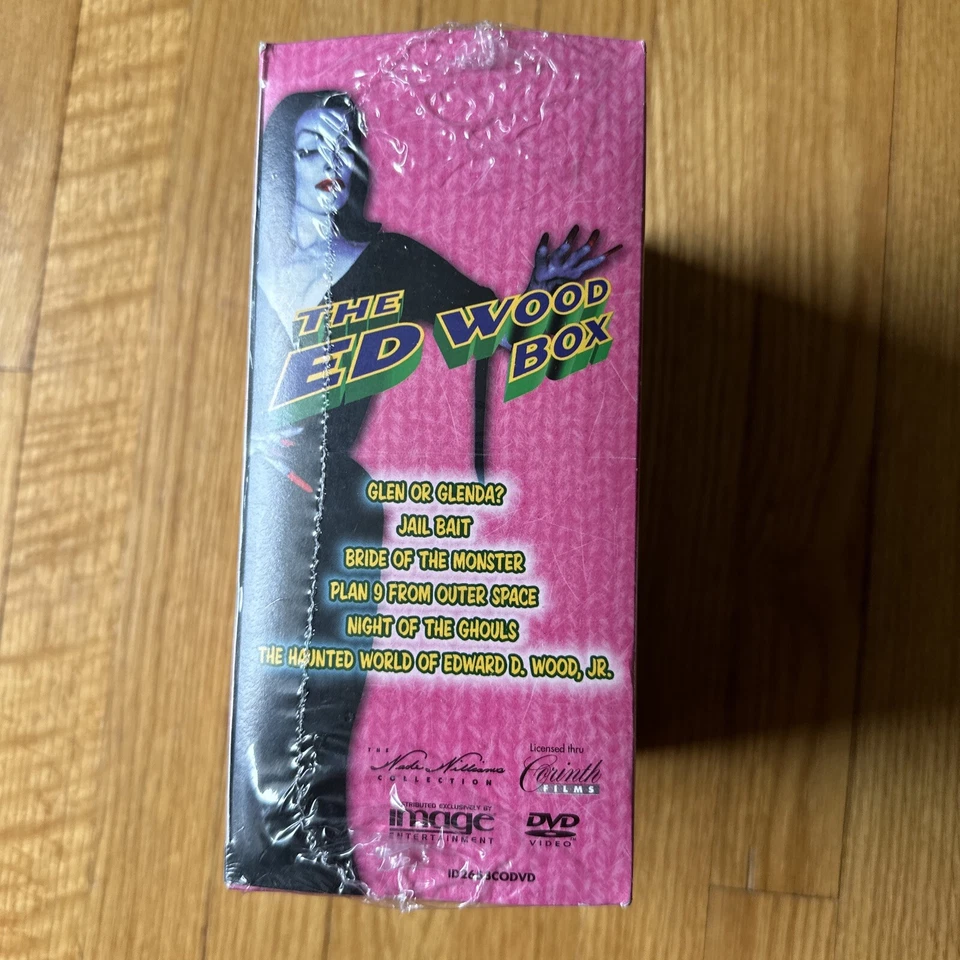 THE
ED WOOD
BOX
GLEN OR GLENDA?
JAIL BAIT
BRIDE OF THE MONSTER
PLAN 9 FROM OUTER SPACE
NIGHT OF THE GHOULS
THE HAUNTED WORLD OF EDWARD D. WOOD, JR.
THE
Wade Williams
COLLECTION
Licensed thru
Corinth
FILMS
EXCLUSIVELY BY
image
ENTERTAINMENT
DVD
VIDEO